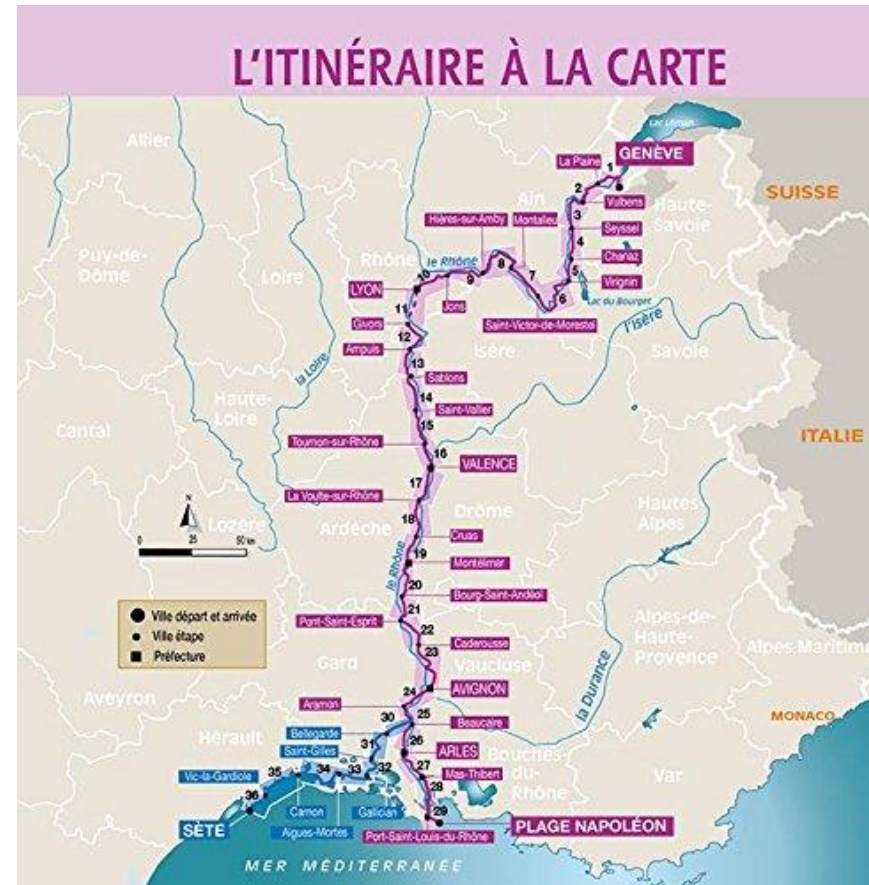 L'ITINÉRAIRE À LA CARTE
Lac Léman
Allier
La Plaine
1
GENÈVE
SUISSE
2
Ain
Vulbens
Haute-
Savoie
3
Hières-sur-Amby
Montalieu
Seyssel
4
Puy-de-
Dôme
Loire
Rhône
le Rhône
Chanaz
8
7
5
10
9
Virignin
LYON
Jons
6
Lac du Bourget
11
Givors
Saint-Victor-de-Morestel
l'Isère
12
Ampuis
Isère
Savoie
la Loire
13
Sablons
Haute-
Loire
14
Saint-Vallier
Cantal
15
ITALIE
Tournon-sur-Rhône
16
VALENCE
17
La Voulte-sur-Rhône
N
Lozère
Ardèche
18
Drôme
Hautes
Alpes
0 25 50 km
Cruas
19
Montélimar
le Rhône
20
Bourg-Saint-Andéol
Ville départ et arrivée
Ville étape
Préfecture
21
Pont-Saint-Esprit
22
Alpes-de-
Haute-
Provence
Caderousse
Alpes Maritim
Gard
23
Vaucluse
AVIGNON
Aveyron
24
la Durance
Aramon
30
25
Beaucaire
MONACO
Bellegarde
Hérault
31
26
ARLES
Saint-Gilles
Bouches-
du-
Rhône
Vic-la-Gardiole
35
34
33
32
27
Mas-Thibert
Var
36
28
Carnon
Gallician
29
SÈTE
Aigues-Mortes
Port-Saint-Louis-du-Rhône
PLAGE NAPOLÉON
MER MÉDITERRANÉE